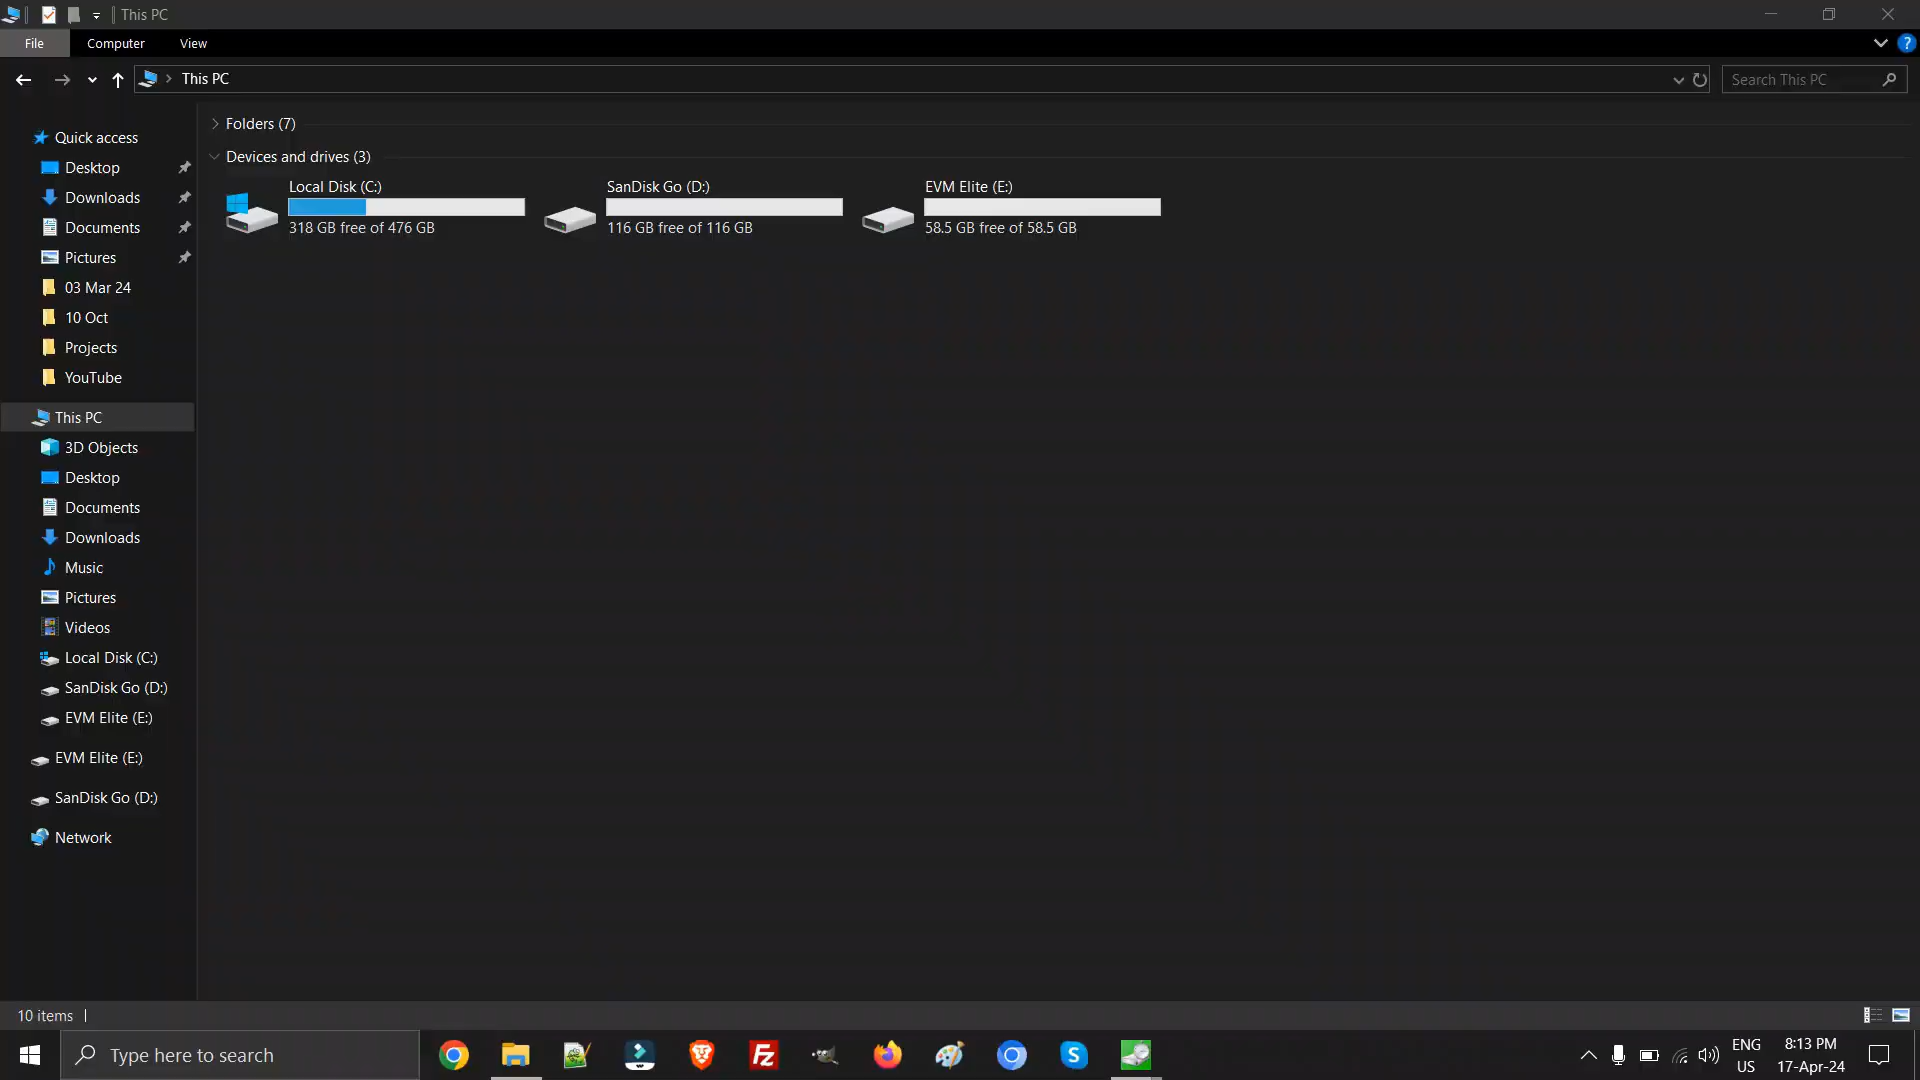 This PC
File
Computer
View
This PC
Search This PC
Quick access
Desktop
Downloads
Documents
Pictures
03 Mar 24
10 Oct
Projects
YouTube
This PC
3D Objects
Desktop
Documents
Downloads
Music
Pictures
Videos
Local Disk (C:)
SanDisk Go (D:)
EVM Elite (E:)
EVM Elite (E:)
SanDisk Go (D:)
Network
Folders (7)
Devices and drives (3)
Local Disk (C:)
318 GB free of 476 GB
SanDisk Go (D:)
116 GB free of 116 GB
EVM Elite (E:)
58.5 GB free of 58.5 GB
10 items
Type here to search
ENG
US
8:13 PM
17-Apr-24